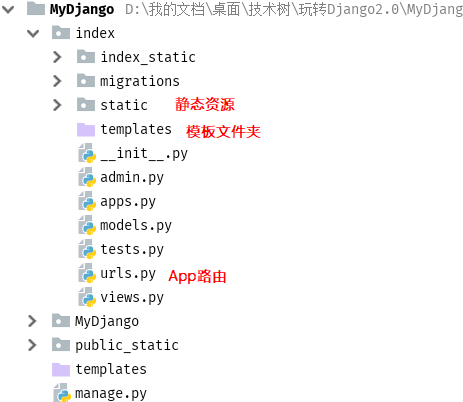 MyDjango D:\我的文档\桌面\技术树\玩转Django2.0\MyDjang
index
index_static
migrations
static 静态资源
templates 模板文件夹
__init__.py
admin.py
apps.py
models.py
tests.py
urls.py App路由
views.py
MyDjango
public_static
templates
manage.py